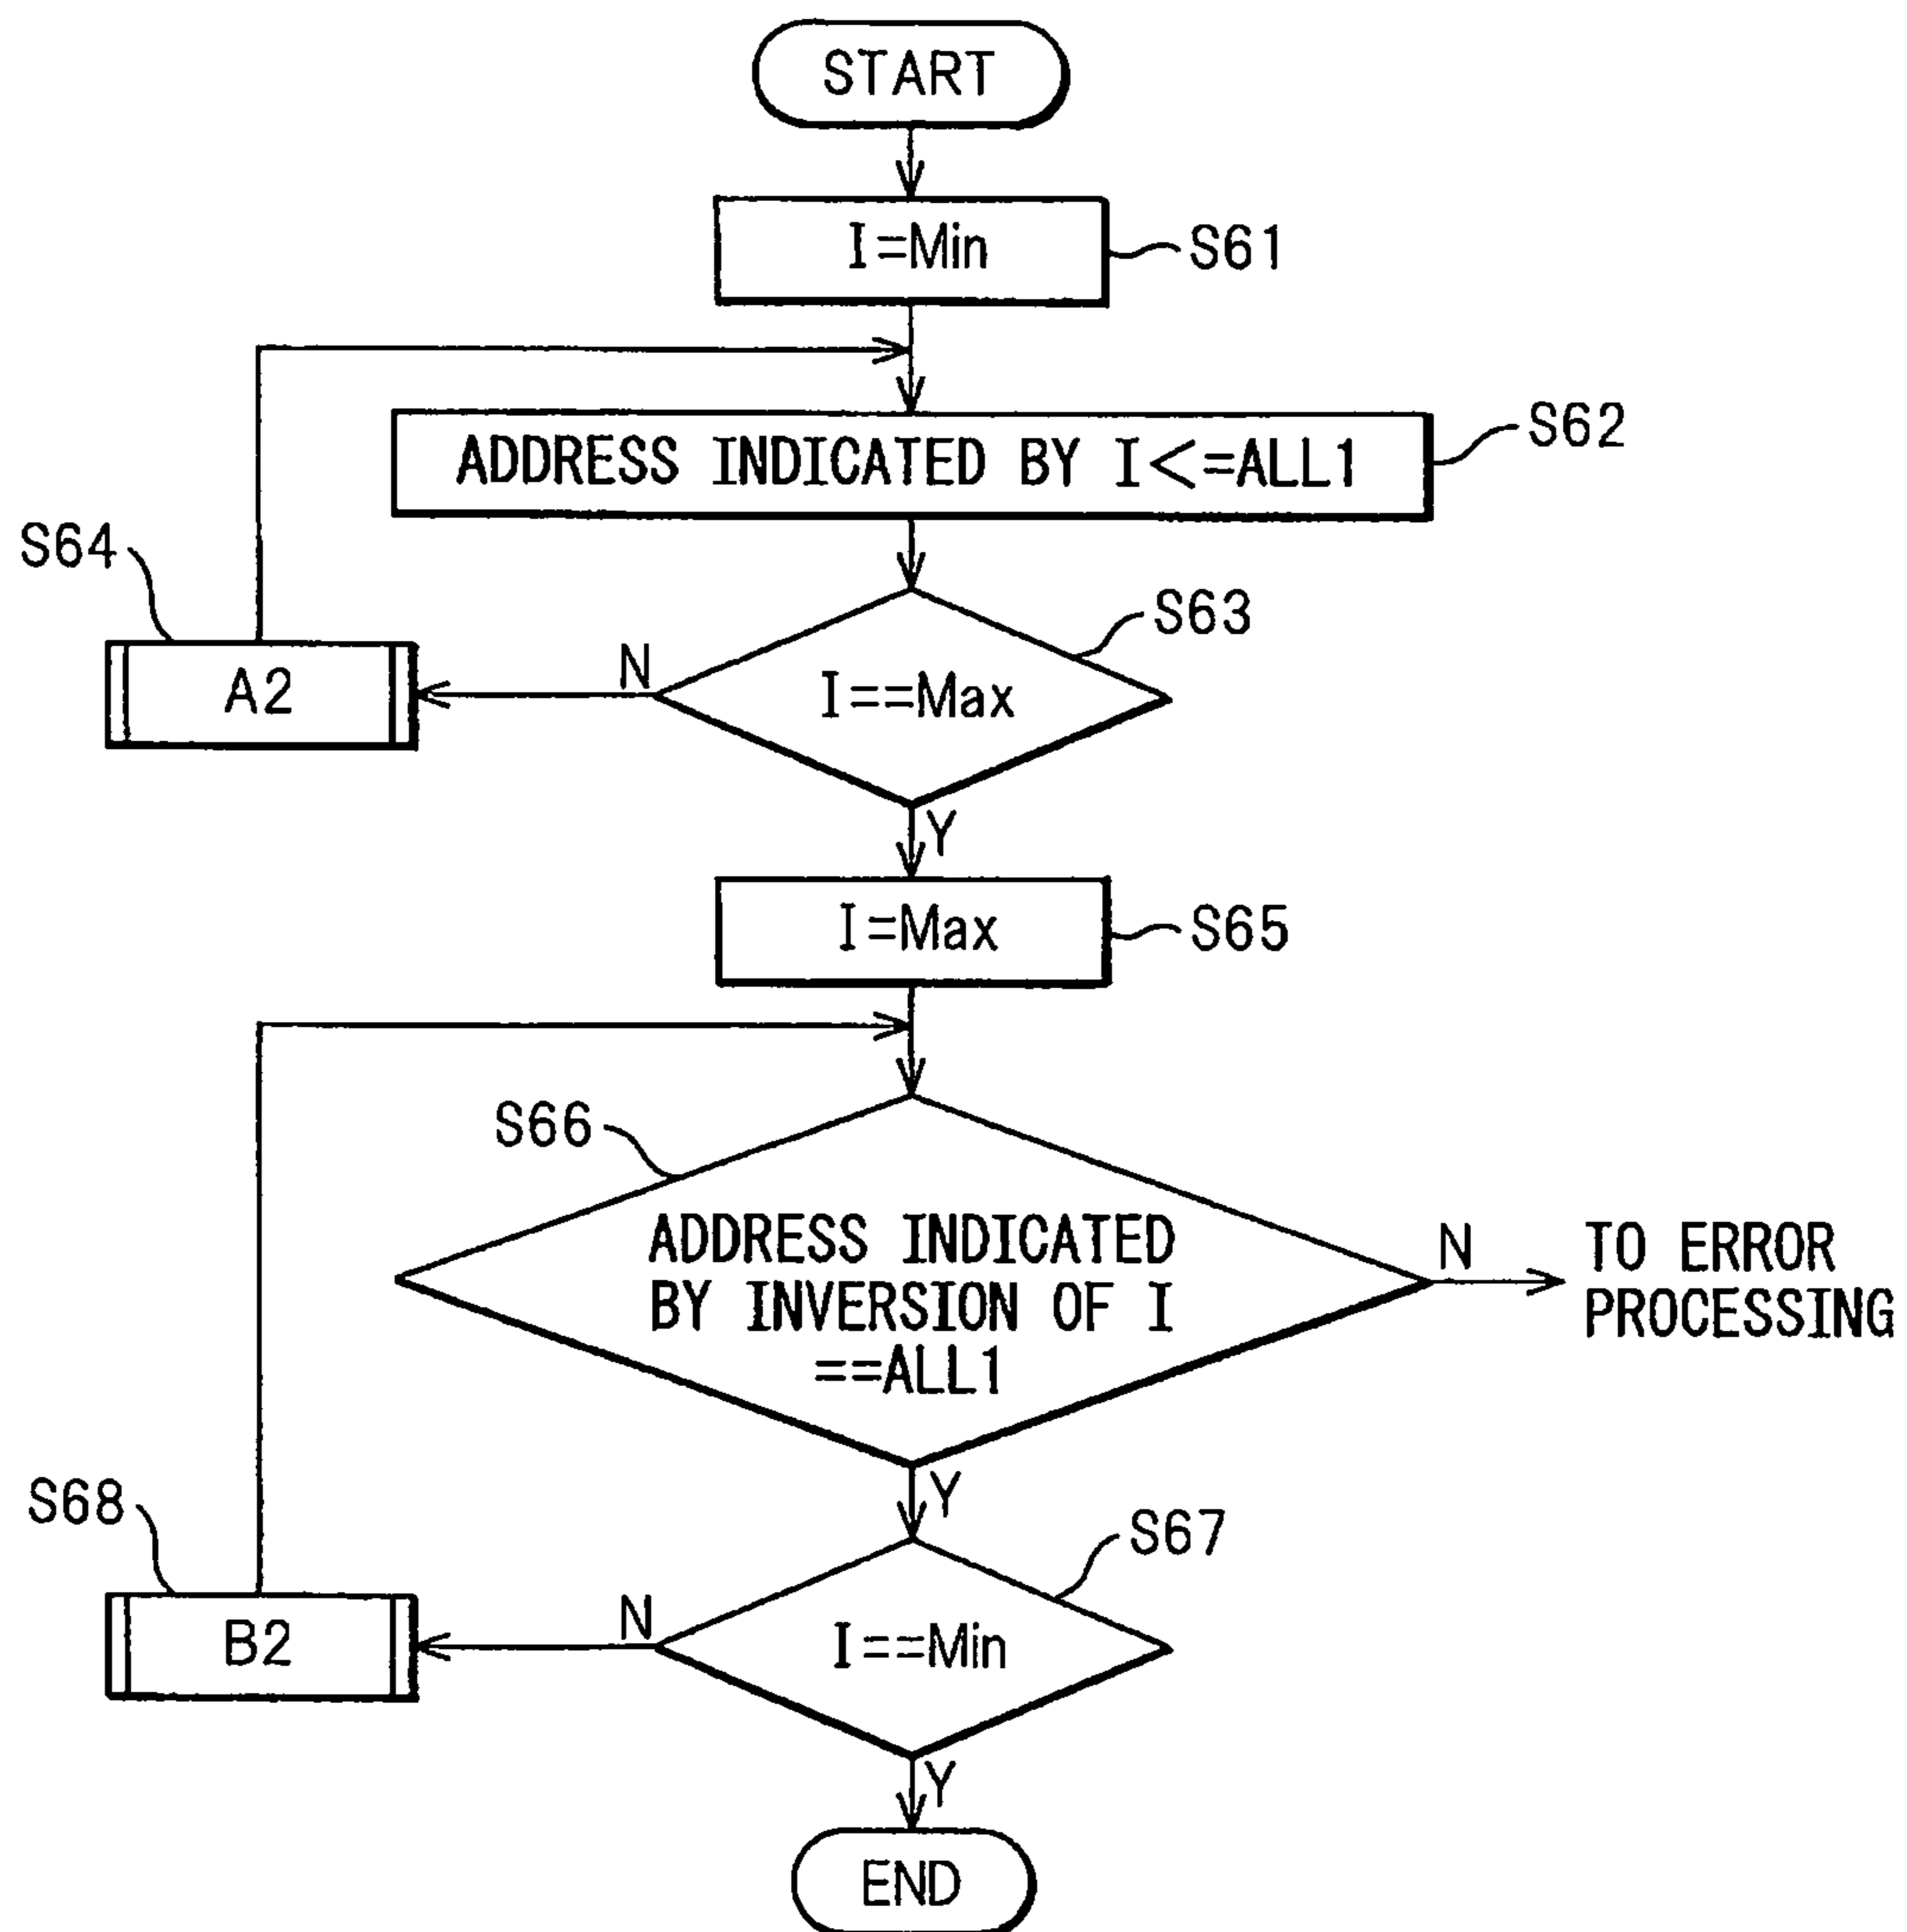 START
I=Min
S61
ADDRESS INDICATED BY I<=ALL1
S62
S64
S63
A2
N
I==Max
Y
I=Max
S65
S66
ADDRESS INDICATED
BY INVERSION OF I
==ALL1
N
TO ERROR
PROCESSING
Y
S68
S67
B2
N
I==Min
Y
END